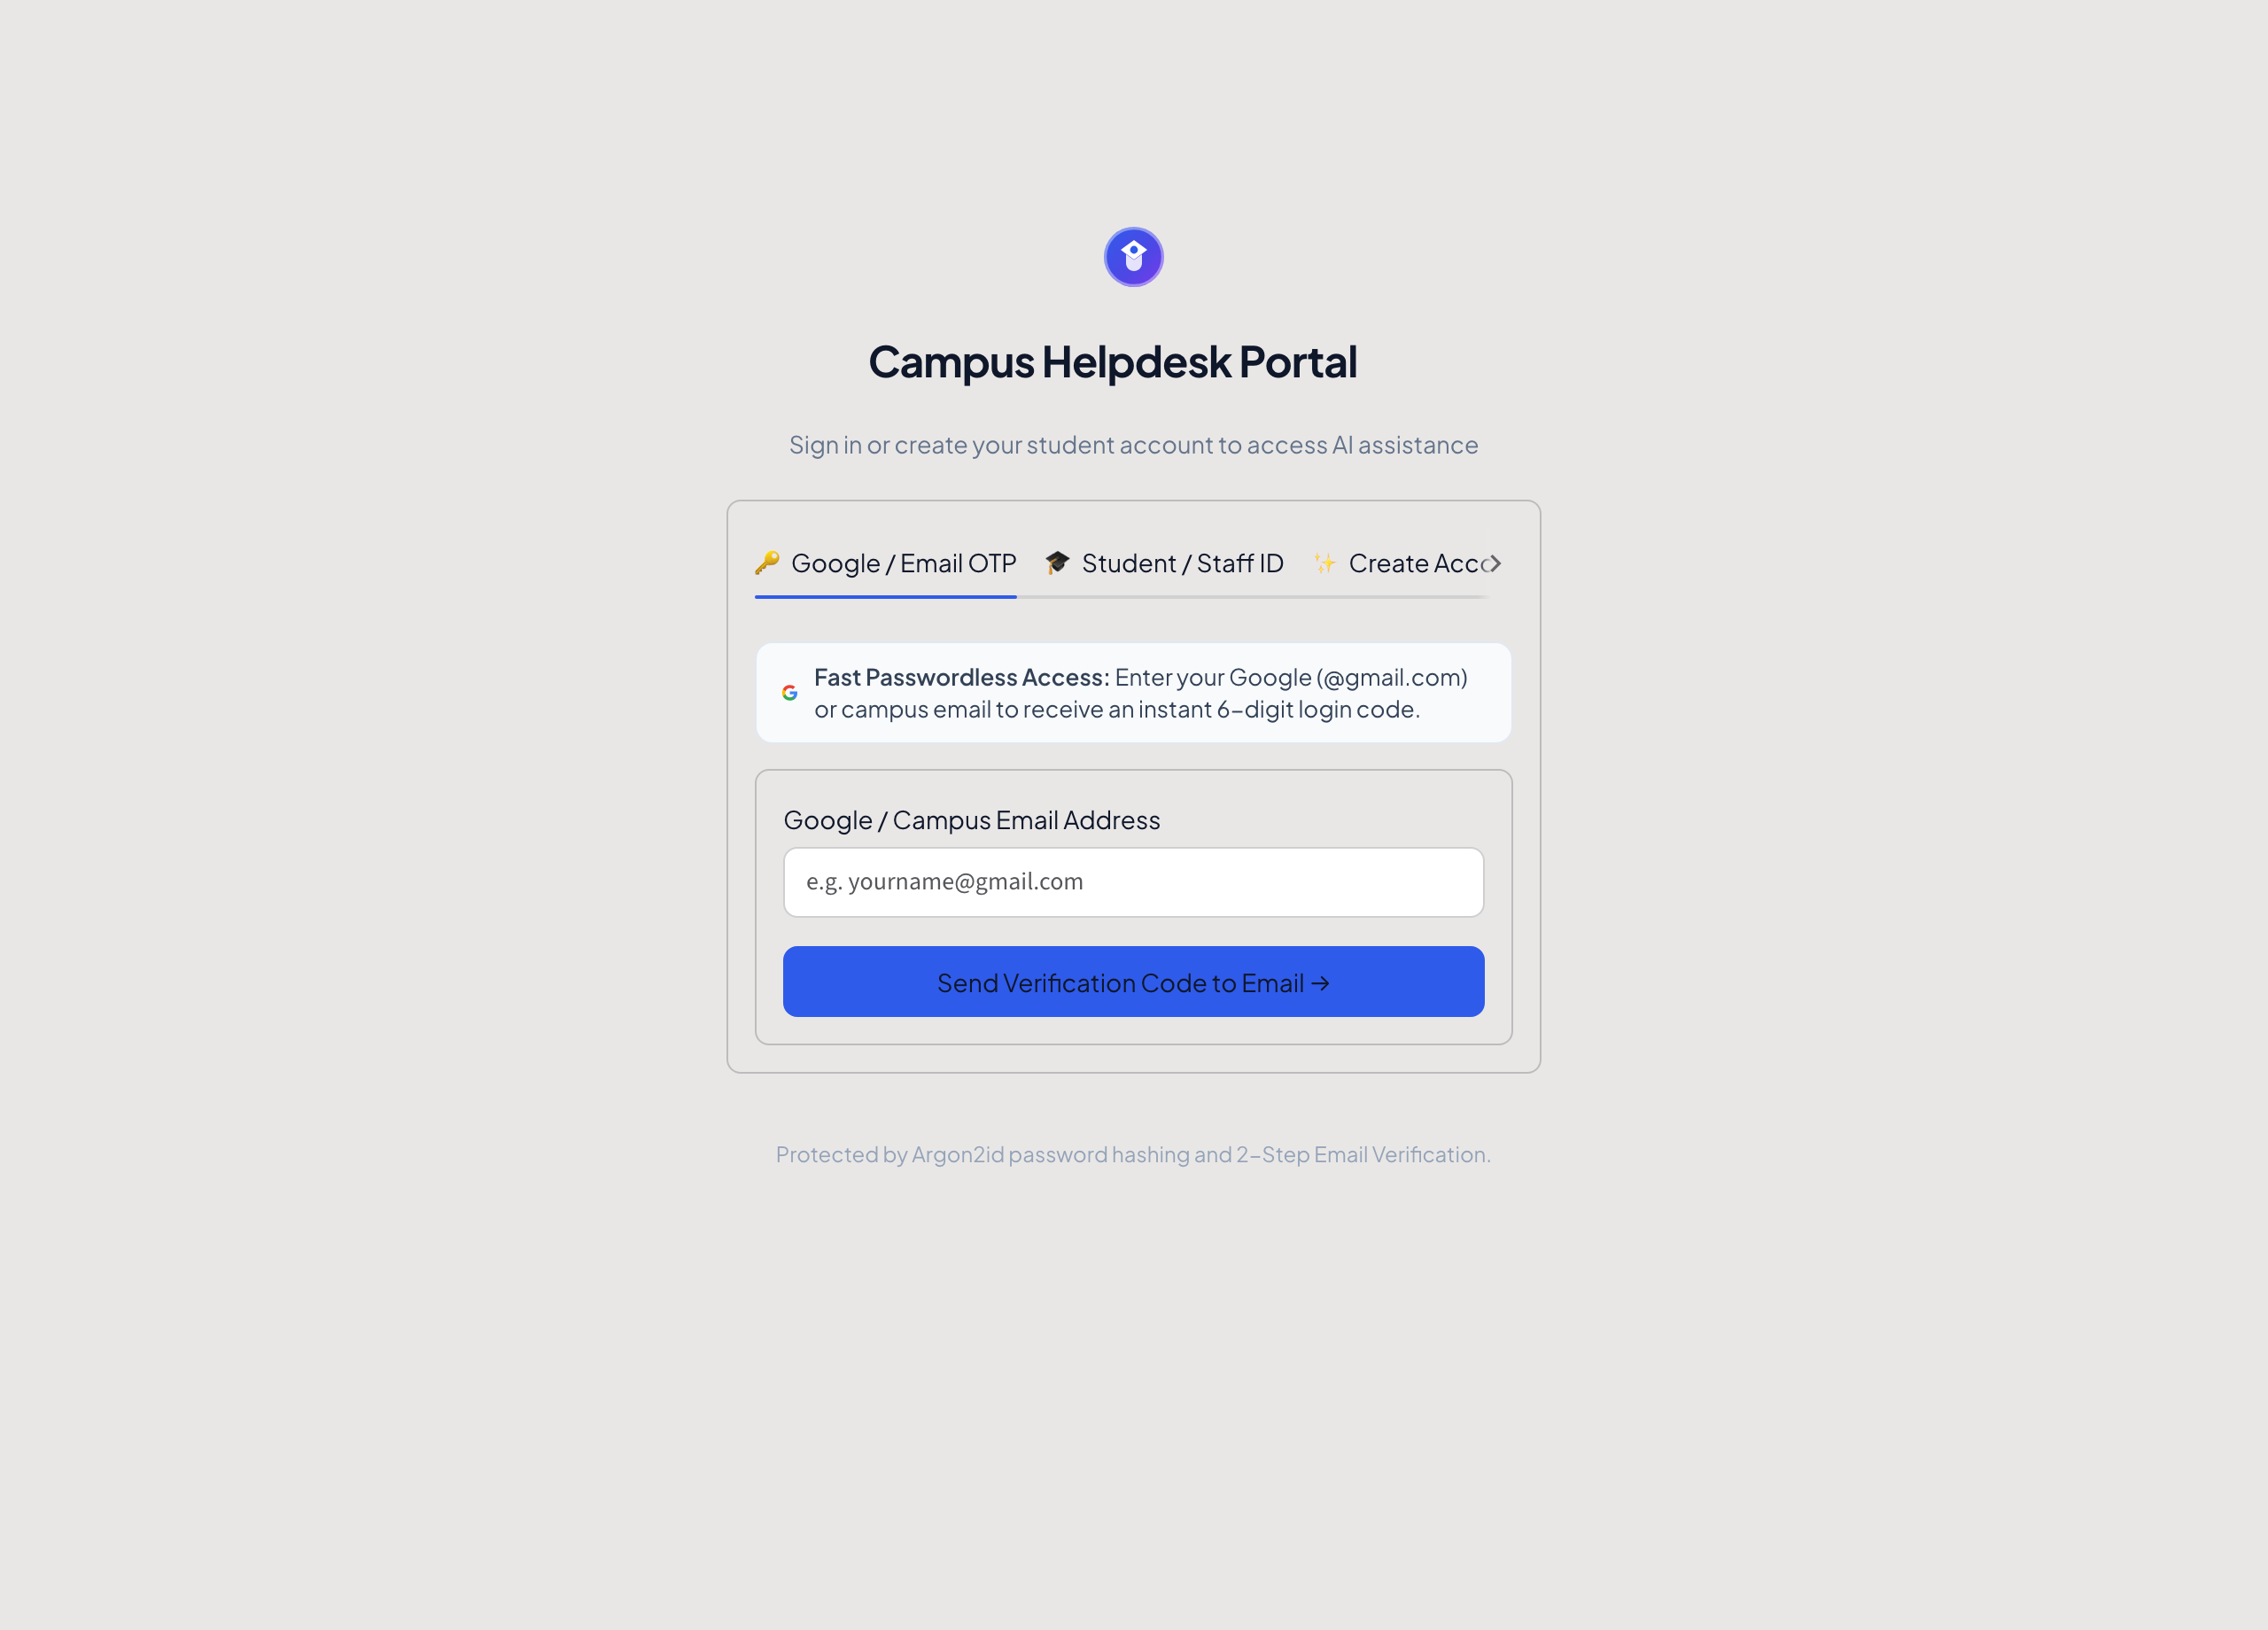 Campus Helpdesk Portal
Sign in or create your student account to access AI assistance
🔑 Google / Email OTP 🎓 Student / Staff ID ✨ Create Acco
Fast Passwordless Access: Enter your Google (@gmail.com)
or campus email to receive an instant 6-digit login code.
Google / Campus Email Address
e.g. yourname@gmail.com
Send Verification Code to Email →
Protected by Argon2id password hashing and 2-Step Email Verification.